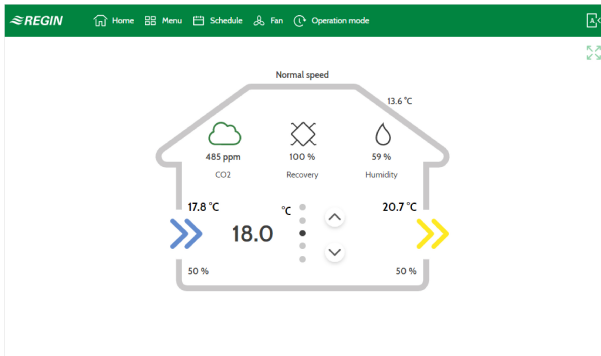 REGIN Home Menu Schedule Fan Operation mode A
Normal speed
13.6 °C
485 ppm 100 % 59 %
CO2 Recovery Humidity
17.8 °C °C 20.7 °C
18.0
50 % 50 %